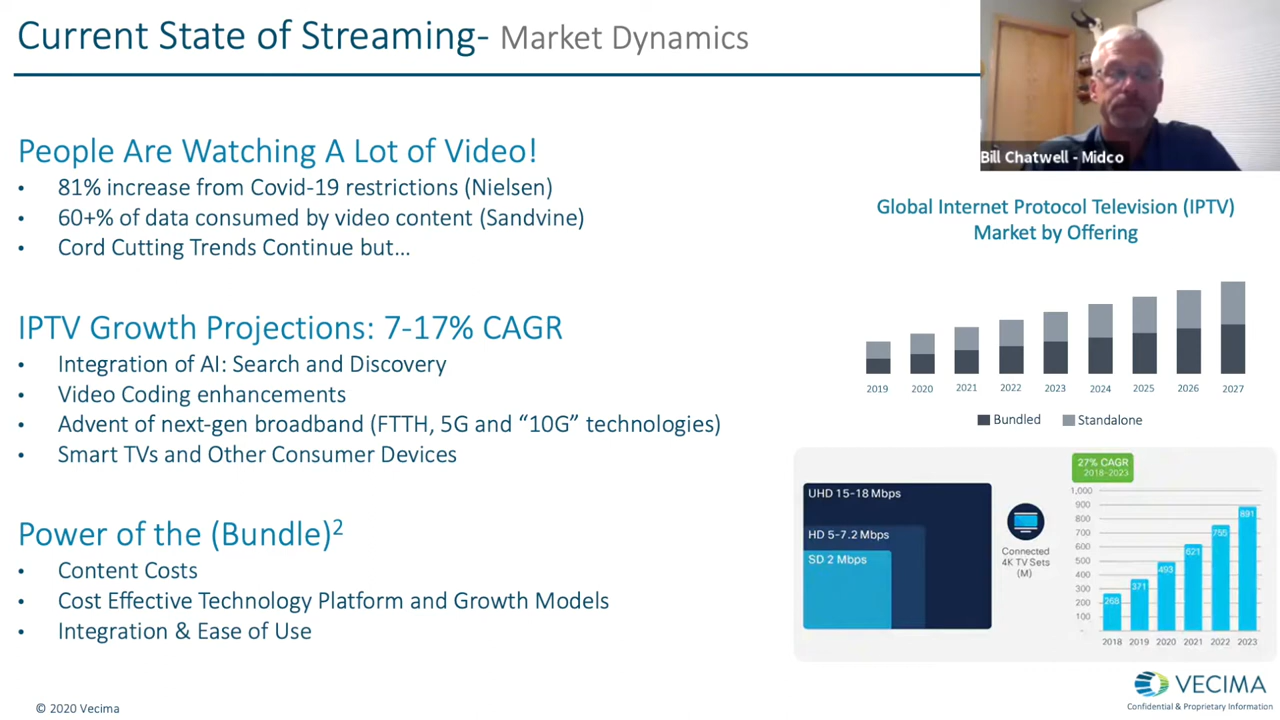 Current State of Streaming- Market Dynamics
Bill Chatwell - Midco
People Are Watching A Lot of Video!
• 81% increase from Covid-19 restrictions (Nielsen)
• 60+% of data consumed by video content (Sandvine)
• Cord Cutting Trends Continue but...
IPTV Growth Projections: 7-17% CAGR
• Integration of AI: Search and Discovery
• Video Coding enhancements
• Advent of next-gen broadband (FTTH, 5G and “10G” technologies)
• Smart TVs and Other Consumer Devices
Power of the (Bundle)²
• Content Costs
• Cost Effective Technology Platform and Growth Models
• Integration & Ease of Use
Global Internet Protocol Television (IPTV)
Market by Offering
2019 2020 2021 2022 2023 2024 2025 2026 2027
Bundled Standalone
UHD 15-18 Mbps
HD 5-7.2 Mbps
SD 2 Mbps
Connected
4K TV Sets
(M)
27% CAGR
2018-2023
1,000
900
800
700
600
500
400
300
200
100
-
268 371 493 621 755 891
2018 2019 2020 2021 2022 2023
VECIMA
Confidential & Proprietary Information
© 2020 Vecima